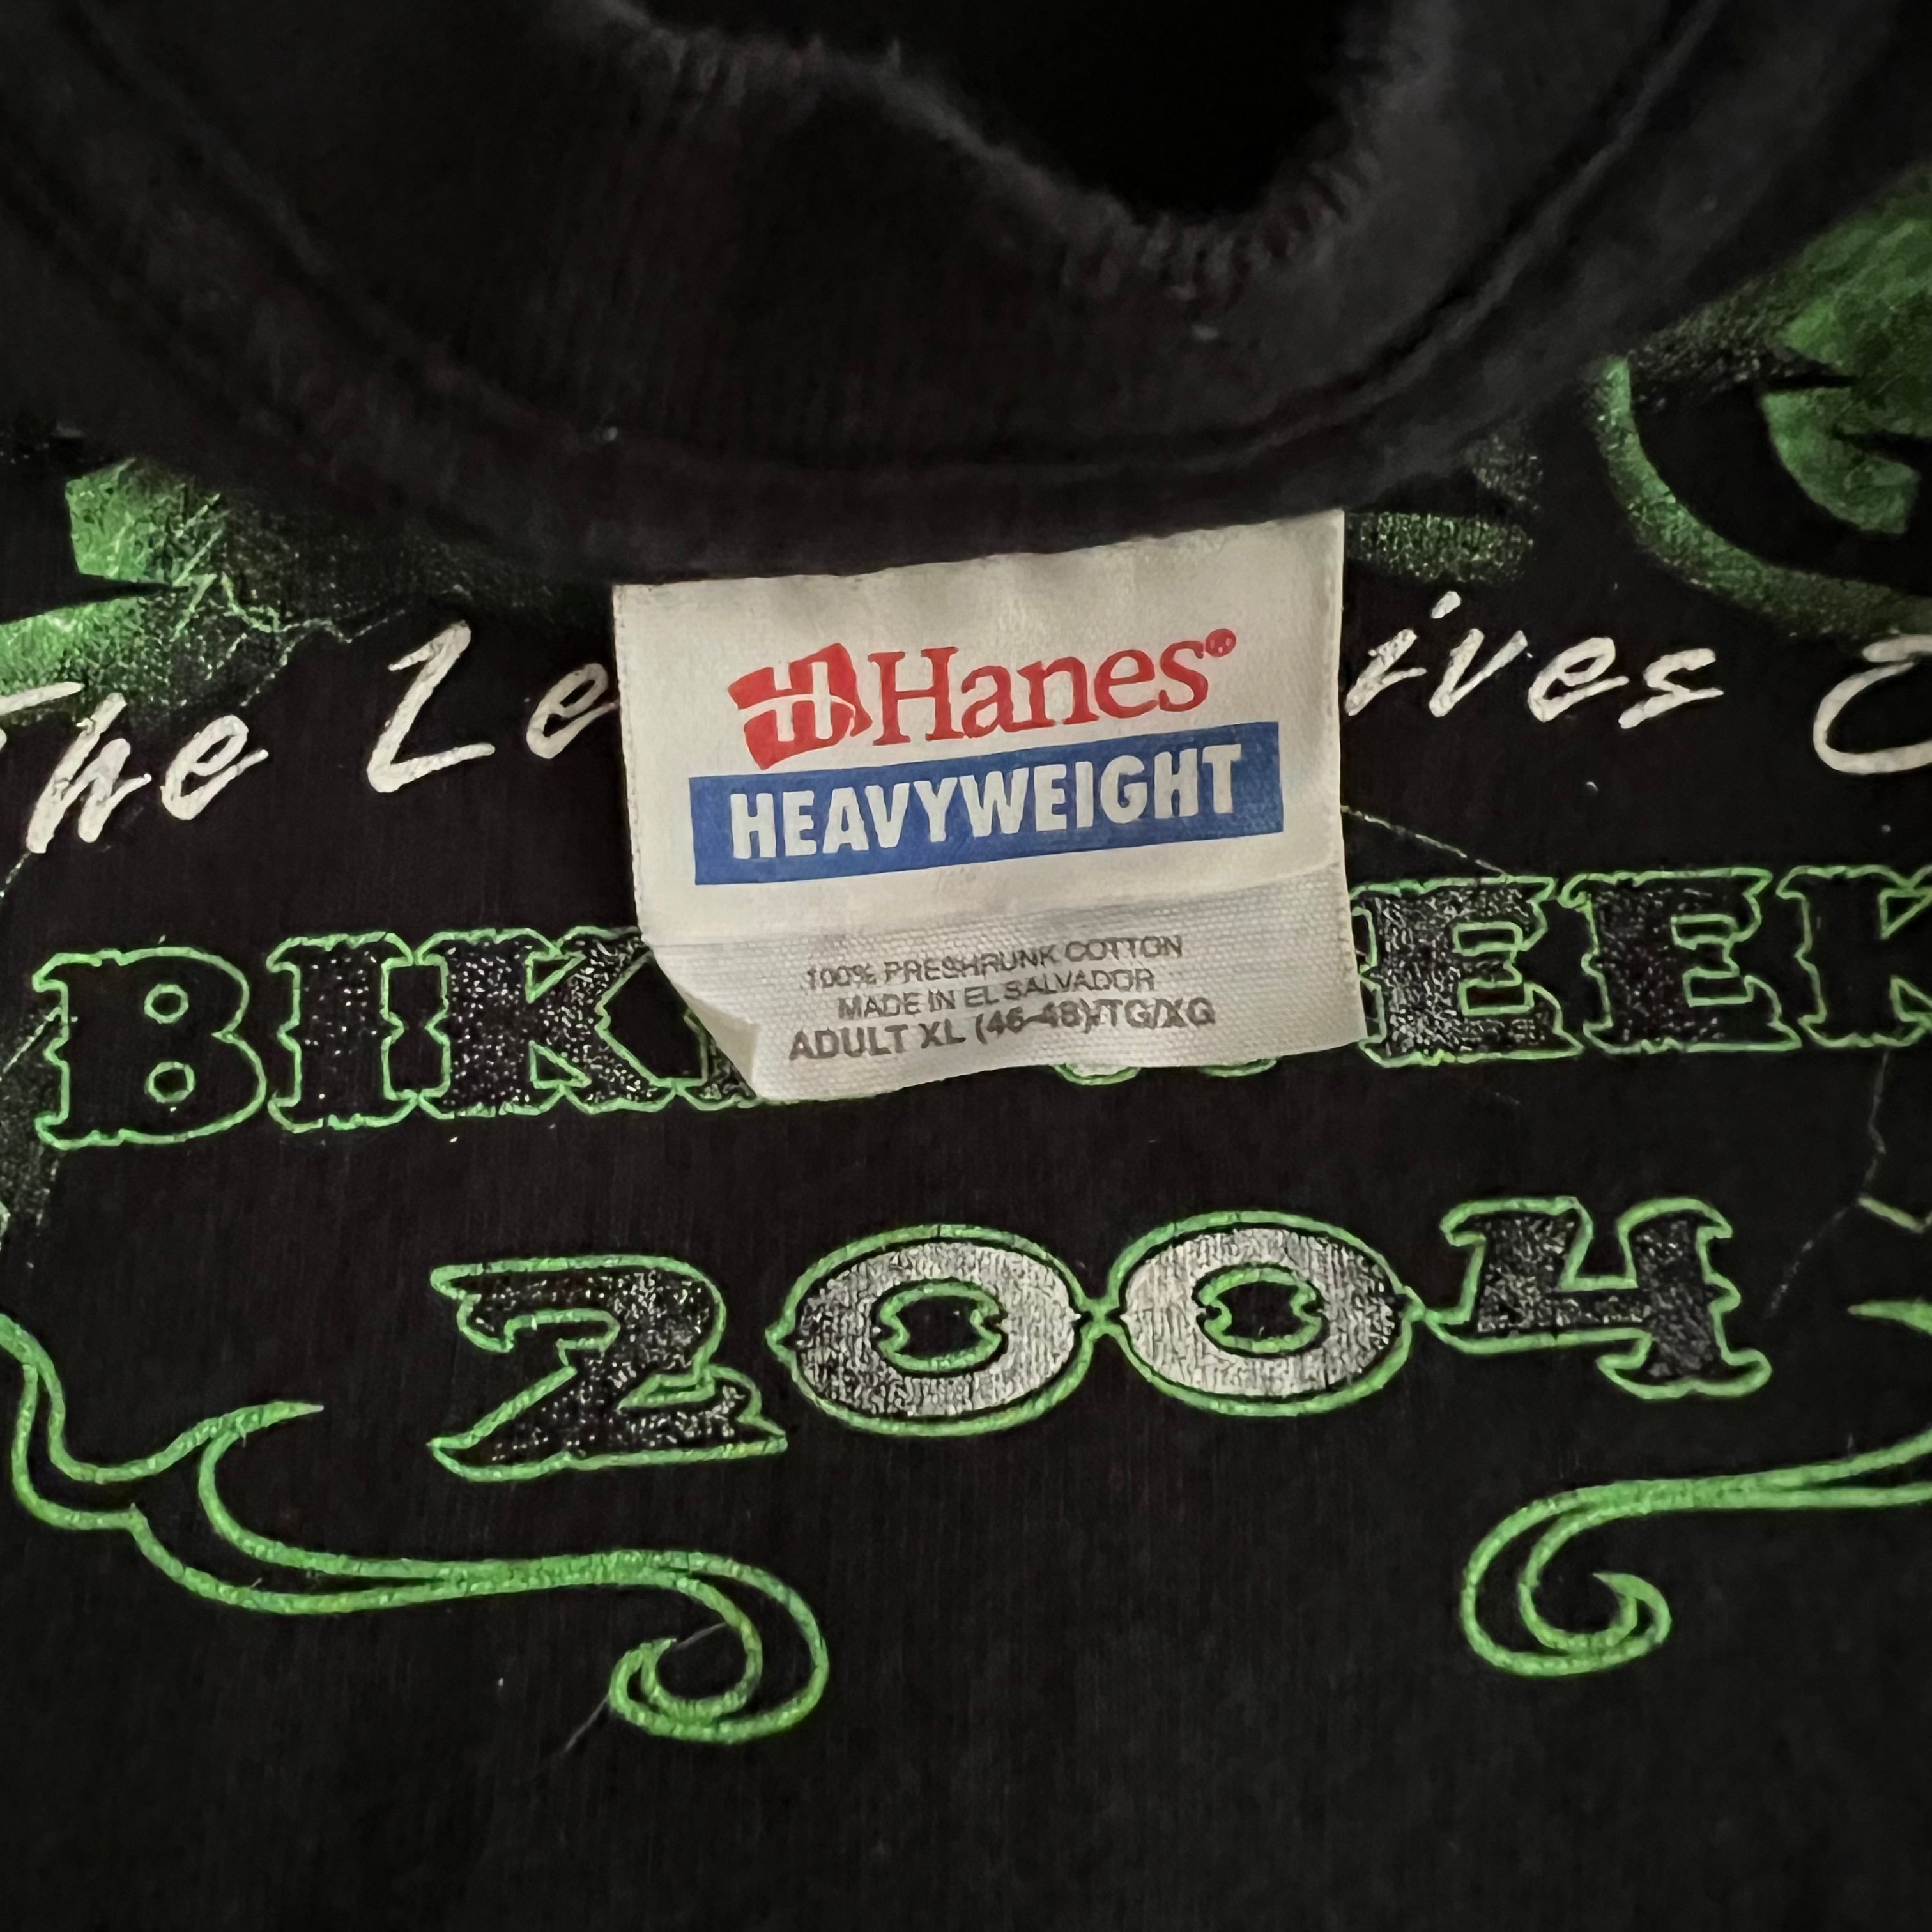 The Le ives
Hanes®
HEAVYWEIGHT
100% PRESHRUNK COTTON
MADE IN EL SALVADOR
ADULT XL (46-48)/TG/XG
BIK EEK
2004